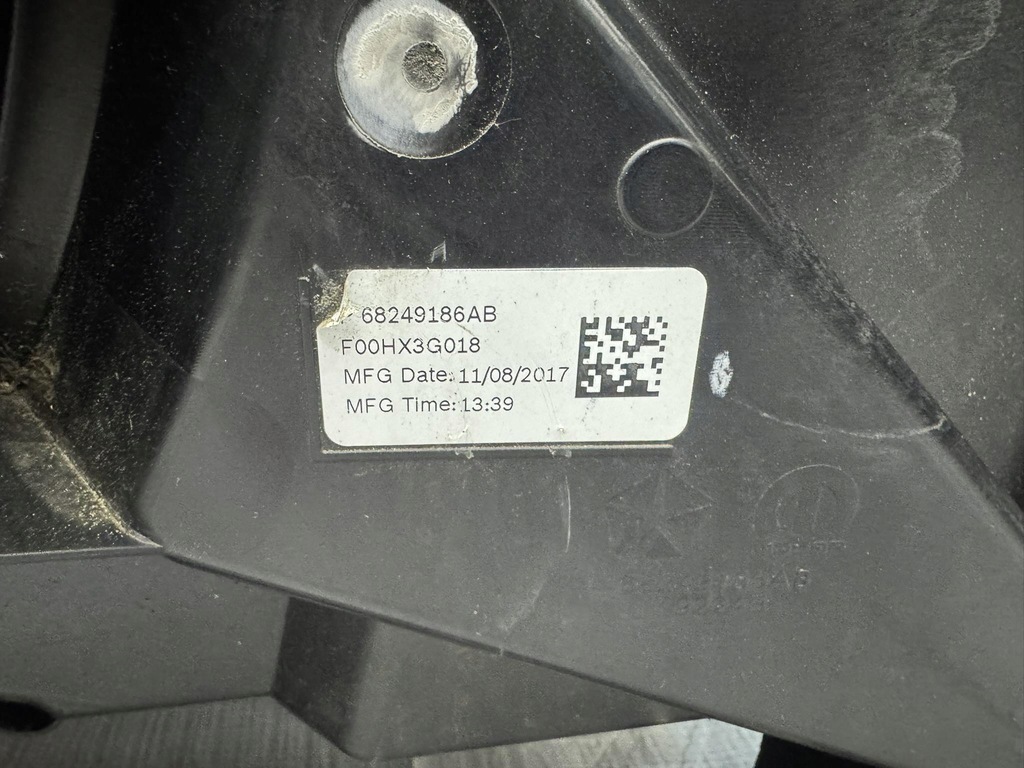 68249186AB
F00HX3G018
MFG Date: 11/08/2017
MFG Time: 13:39